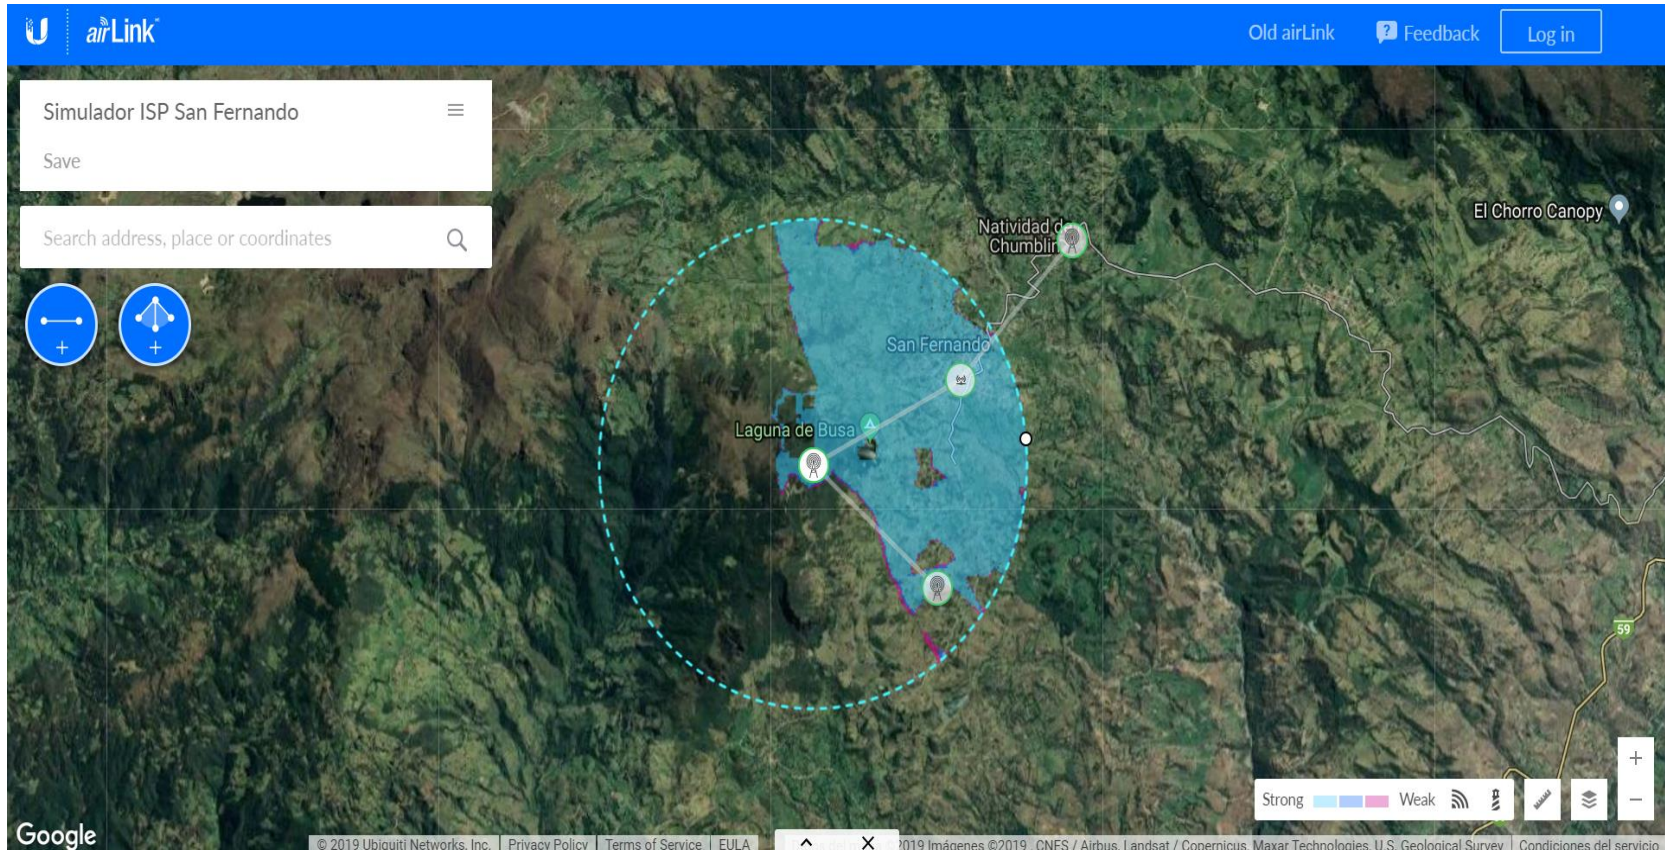 U airLink
Old airLink
? Feedback
Log in
Simulador ISP San Fernando
Save
Search address, place or coordinates
Natividad de
Chumblin
El Chorro Canopy
San Fernando
Laguna de Busa
59
Strong Weak
Google
© 2019 Ubiquiti Networks, Inc. Privacy Policy Terms of Service EULA
2019 Imágenes ©2019 , CNES / Airbus, Landsat / Copernicus, Maxar Technologies, U.S. Geological Survey Condiciones del servicio